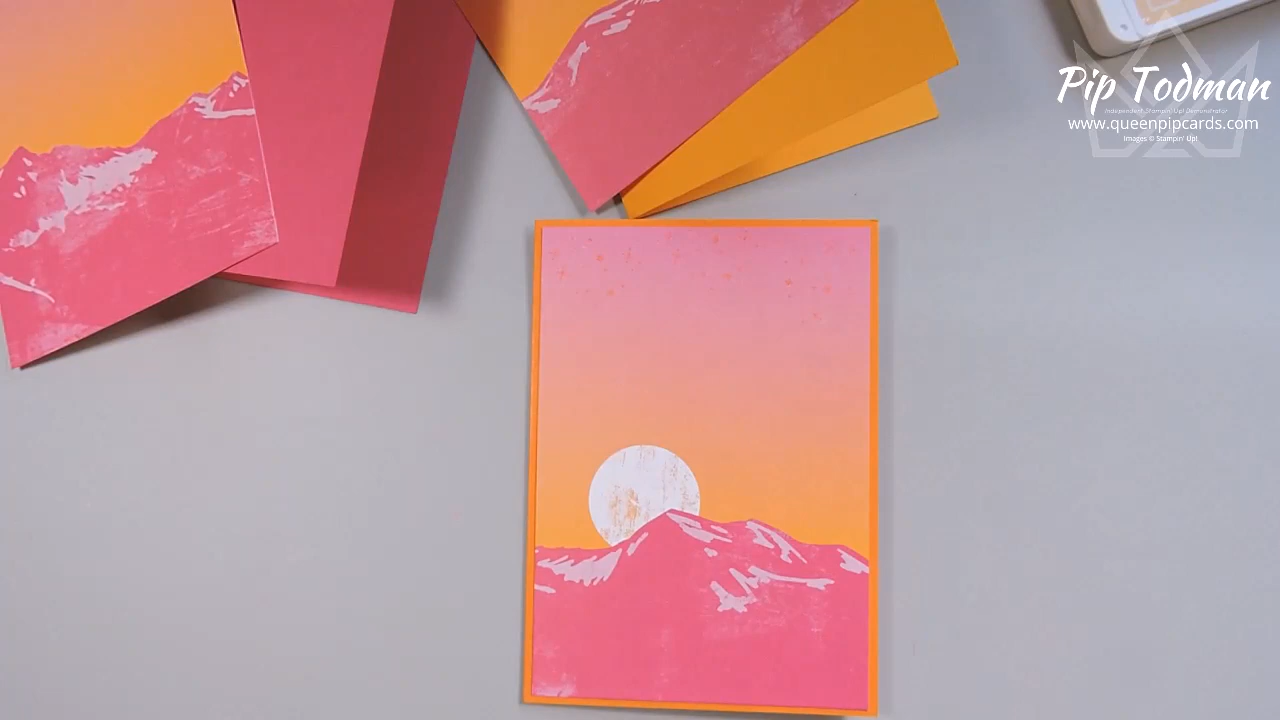 Pip Todman
Independent Stampin' Up! Demonstrator
www.queenpipcards.com
Images © Stampin' Up!